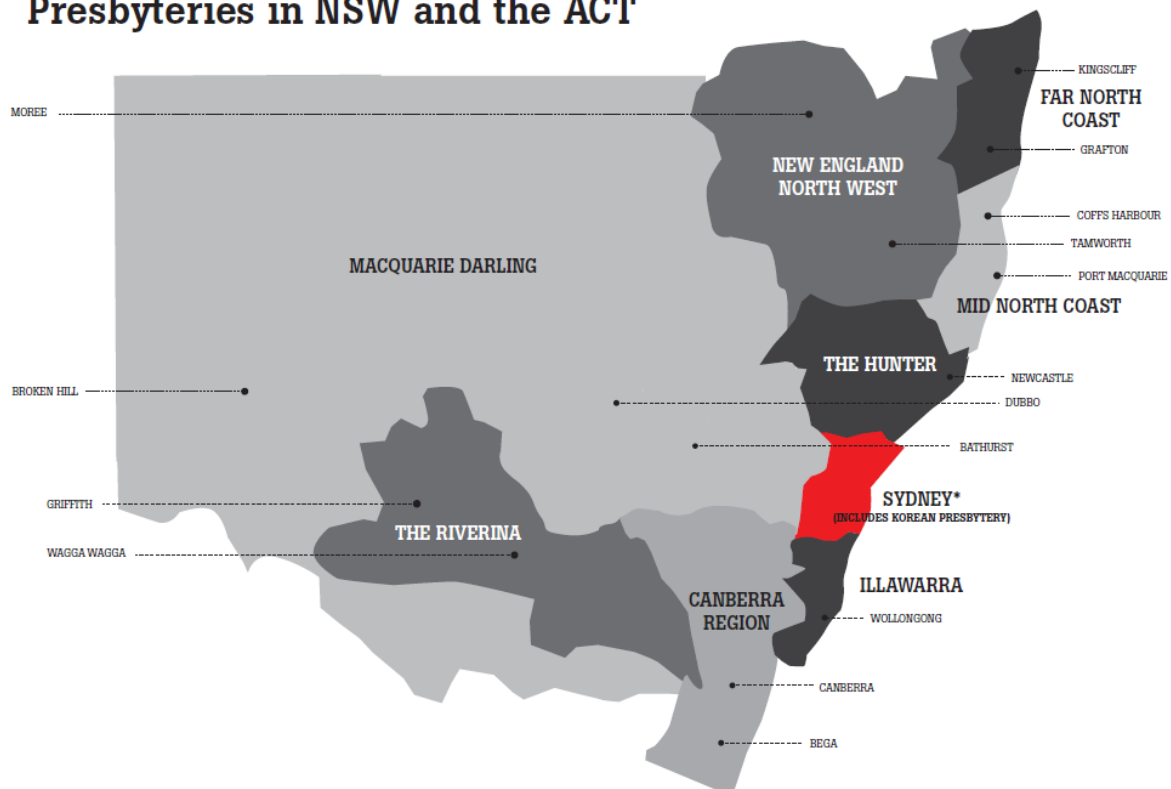 Presbyteries in NSW and the ACT
KINGSCLIFF
FAR NORTH
COAST
MOREE
GRAFTON
NEW ENGLAND
NORTH WEST
COFFS HARBOUR
TAMWORTH
MACQUARIE DARLING
PORT MACQUARIE
MID NORTH COAST
THE HUNTER
NEWCASTLE
BROKEN HILL
DUBBO
BATHURST
SYDNEY*
(INCLUDES KOREAN PRESBYTERY)
GRIFFITH
THE RIVERINA
WAGGA WAGGA
ILLAWARRA
CANBERRA
REGION
WOLLONGONG
CANBERRA
BEGA